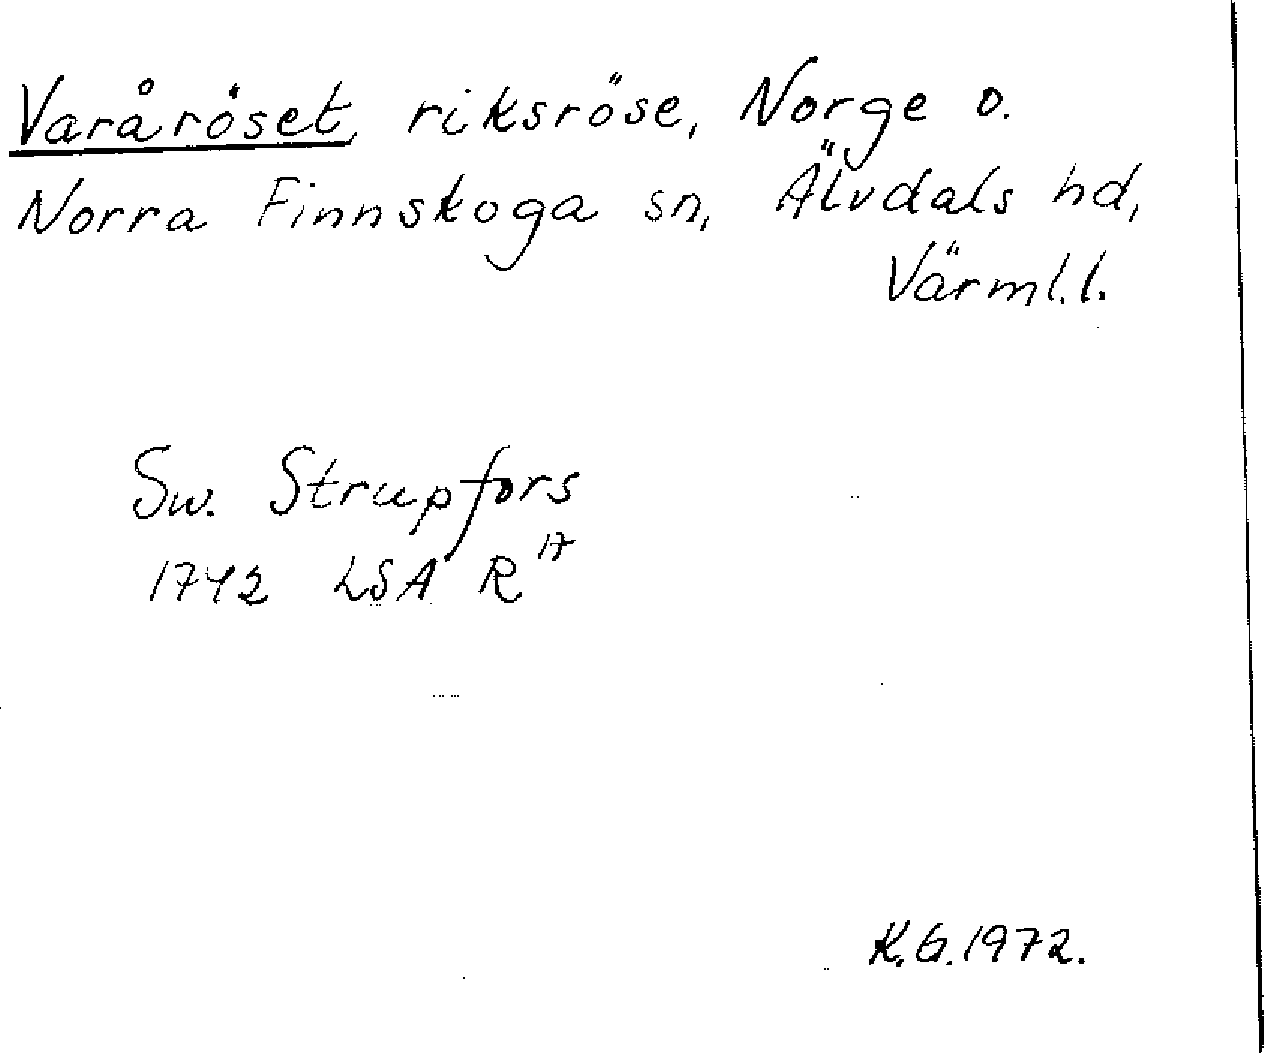 Varåröset, riksröse, Norge o.
Norra Finnskoga sn, Älvdals hd,
Värml. l.
Sw. Strupfors
1742 LSA R17
K.G. 1972.